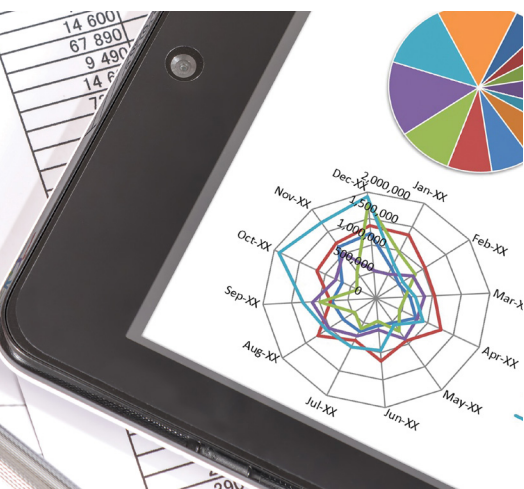 14 600
67 890
9 490
2,000,000
1,500,000
1,000,000
500,000
0
Dec-XX
Jan-XX
Feb-XX
Mar-X
Apr-XX
May-XX
Jun-XX
Jul-XX
Aug-XX
Sep-XX
Oct-XX
Nov-XX